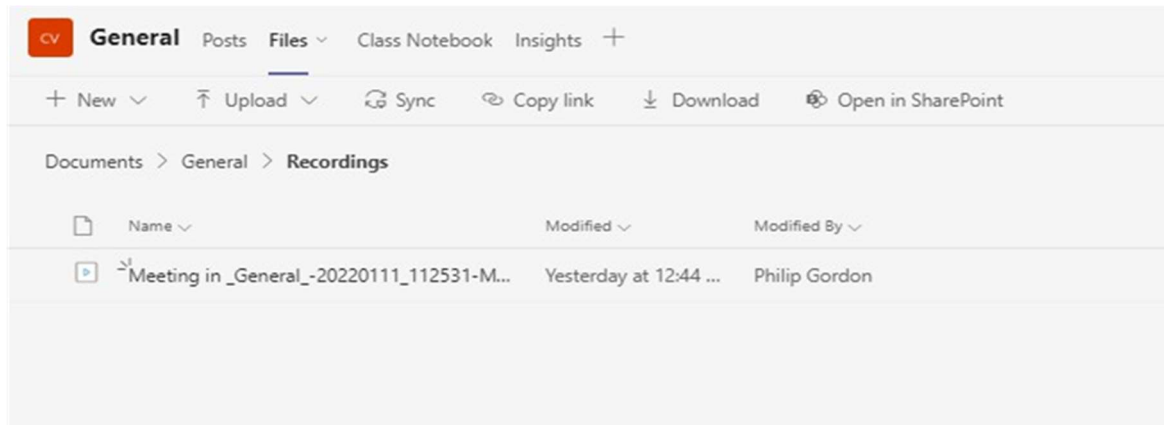 CV General Posts Files Class Notebook Insights
New Upload Sync Copy link Download Open in SharePoint
Documents > General > Recordings
Name Modified Modified By
Meeting in _General_-20220111_112531-M... Yesterday at 12:44 ... Philip Gordon